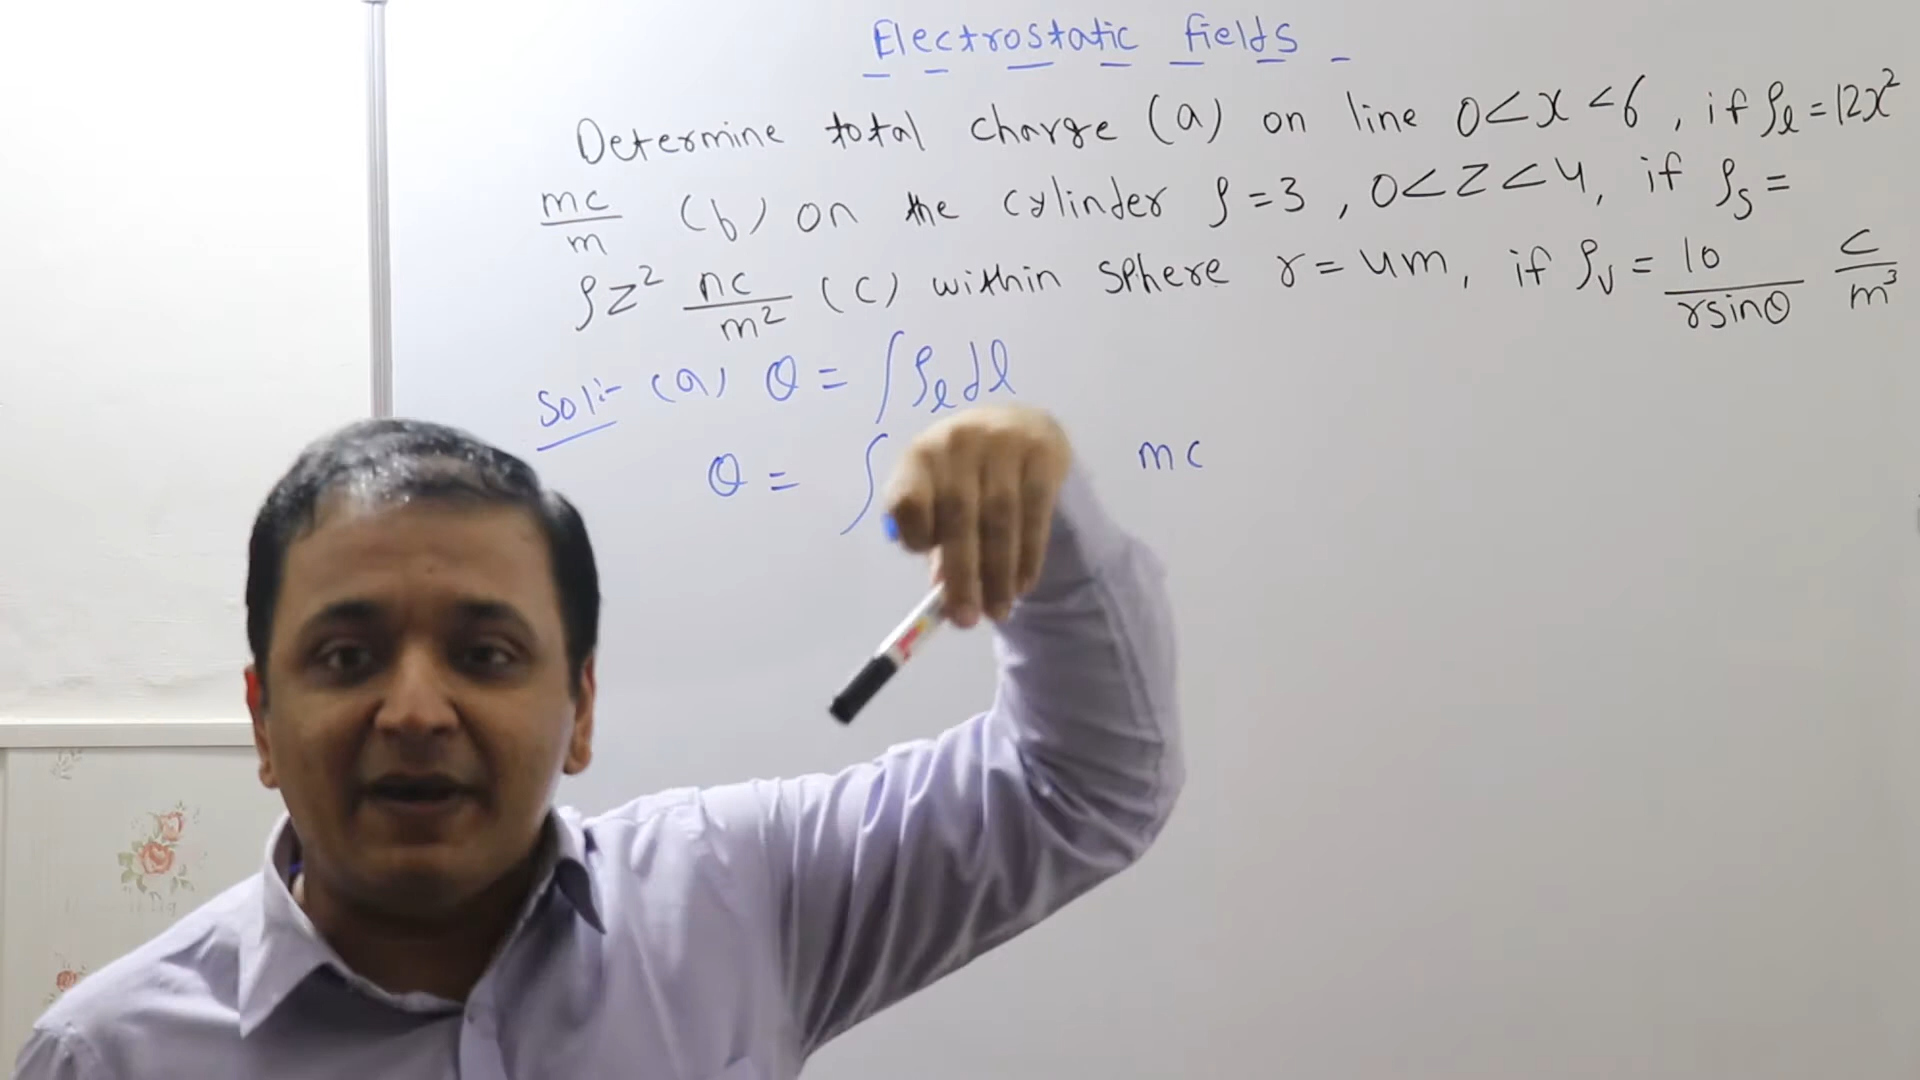 Electrostatic fields
Determine total charge (a) on line 0<x<6, if ρℓ = 12x²
mc/m (b) on the cylinder ρ=3, 0<z<4, if ρs =
ρz² nc/m² (c) within sphere r=4m, if ρv = 10/rsinθ c/m³
Sol:- (a) Q = ∫ρℓ dℓ
Q = ∫ mc